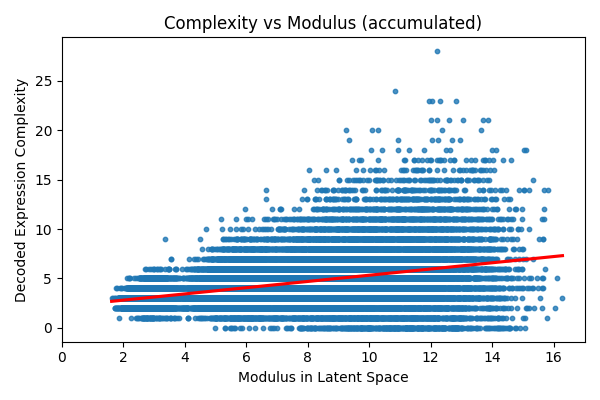 Complexity vs Modulus (accumulated)
Decoded Expression Complexity
25
20
15
10
5
0
0 2 4 6 8 10 12 14 16
Modulus in Latent Space